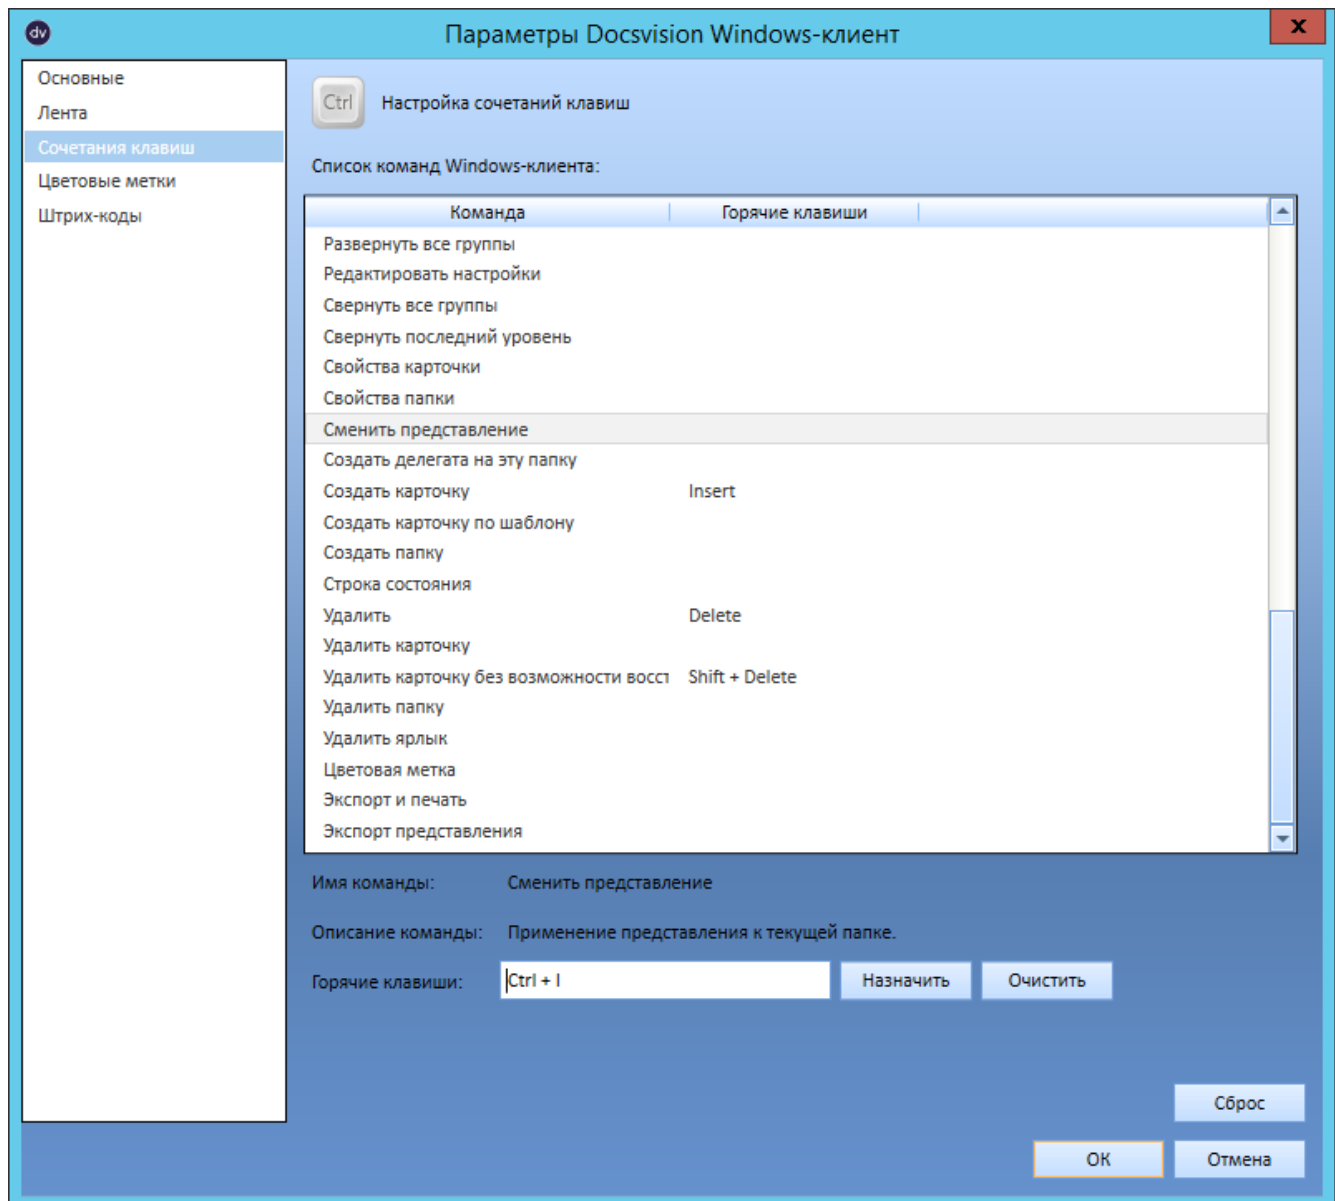 dv
Параметры Docsvision Windows-клиент
x
Основные
Лента
Сочетания клавиш
Цветовые метки
Штрих-коды
Ctrl
Настройка сочетаний клавиш
Список команд Windows-клиента:
Команда Горячие клавиши
Развернуть все группы
Редактировать настройки
Свернуть все группы
Свернуть последний уровень
Свойства карточки
Свойства папки
Сменить представление
Создать делегата на эту папку
Создать карточку Insert
Создать карточку по шаблону
Создать папку
Строка состояния
Удалить Delete
Удалить карточку
Удалить карточку без возможности восст Shift + Delete
Удалить папку
Удалить ярлык
Цветовая метка
Экспорт и печать
Экспорт представления
Имя команды: Сменить представление
Описание команды: Применение представления к текущей папке.
Горячие клавиши: Ctrl + I Назначить Очистить
Сброс
ОК Отмена